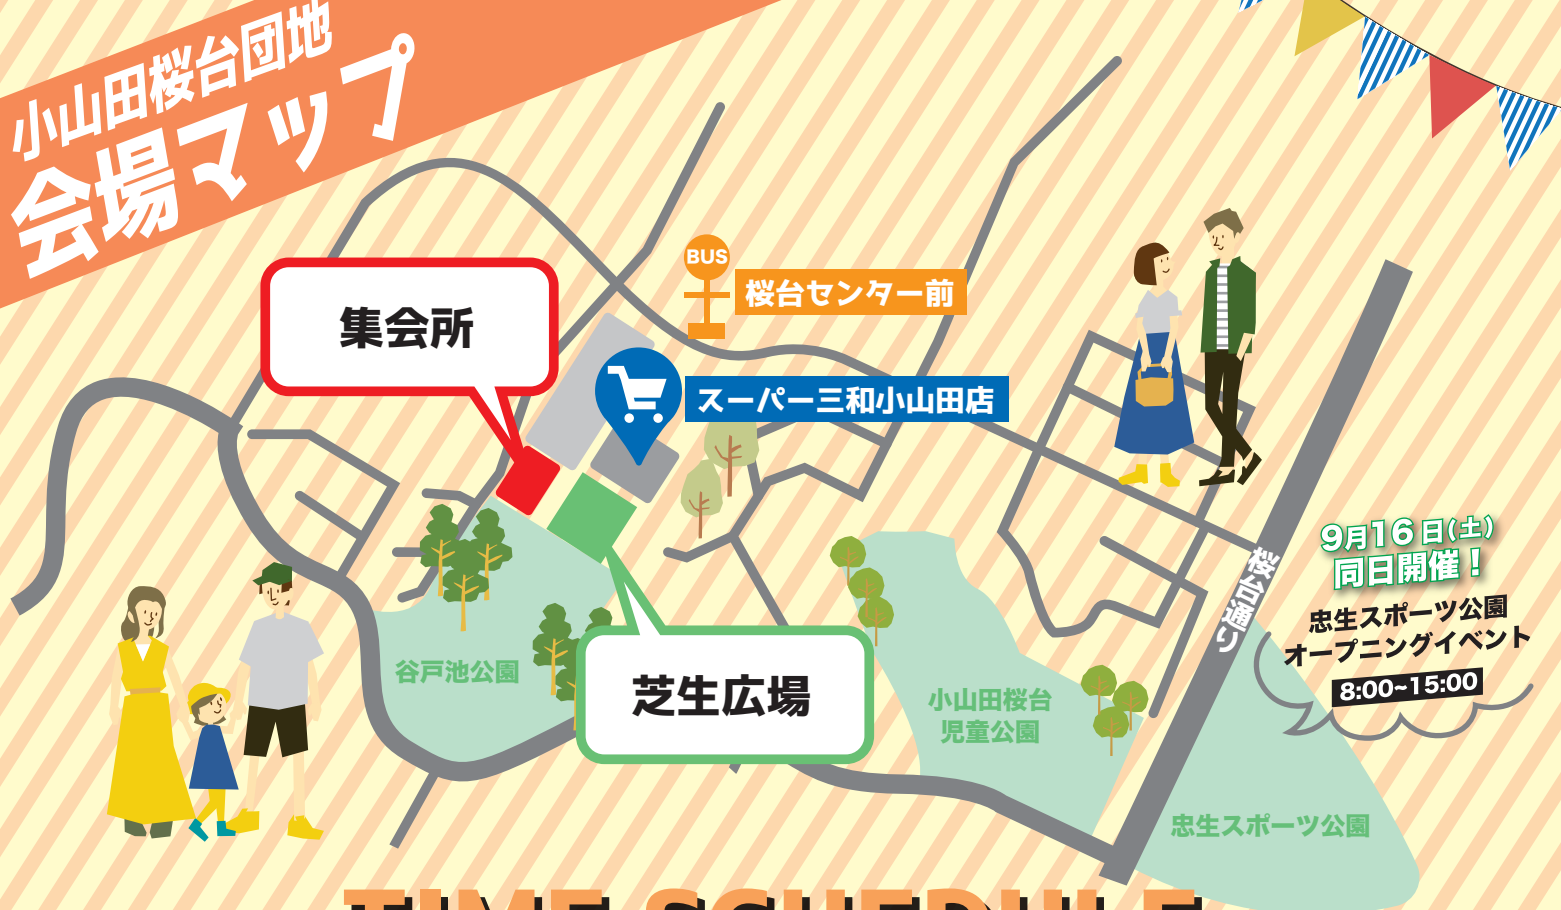 小山田桜台団地
会場マップ
BUS
桜台センター前
集会所
スーパー三和小山田店
9月16日(土)
同日開催！
桜台通り
忠生スポーツ公園
オープニングイベント
8:00~15:00
谷戸池公園
芝生広場
小山田桜台
児童公園
忠生スポーツ公園
TIME SCHEDULE